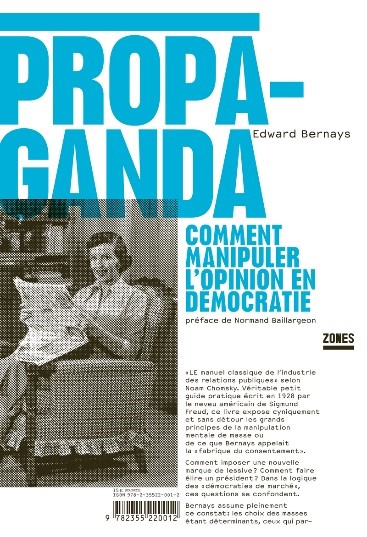 PROPA-
GANDA
Edward Bernays
COMMENT
MANIPULER
L'OPINION EN
DÉMOCRATIE
préface de Normand Baillargeon
ZONES
«LE manuel classique de l'industrie
des relations publiques» selon
Noam Chomsky. Véritable petit
guide pratique écrit en 1928 par
le neveu américain de Sigmund
Freud, ce livre expose cyniquement
et sans détour les grands
principes de la manipulation
mentale de masse ou
de ce que Bernays appelait
la «fabrique du consentement».
Comment imposer une nouvelle
marque de lessive? Comment faire
élire un président? Dans la logique
des «démocraties de marché»,
ces questions se confondent.
Bernays assume pleinement
ce constat: les choix des masses
étant déterminants, ceux qui par-
ISBN 978-2-35522-001-2
9 782355 220012